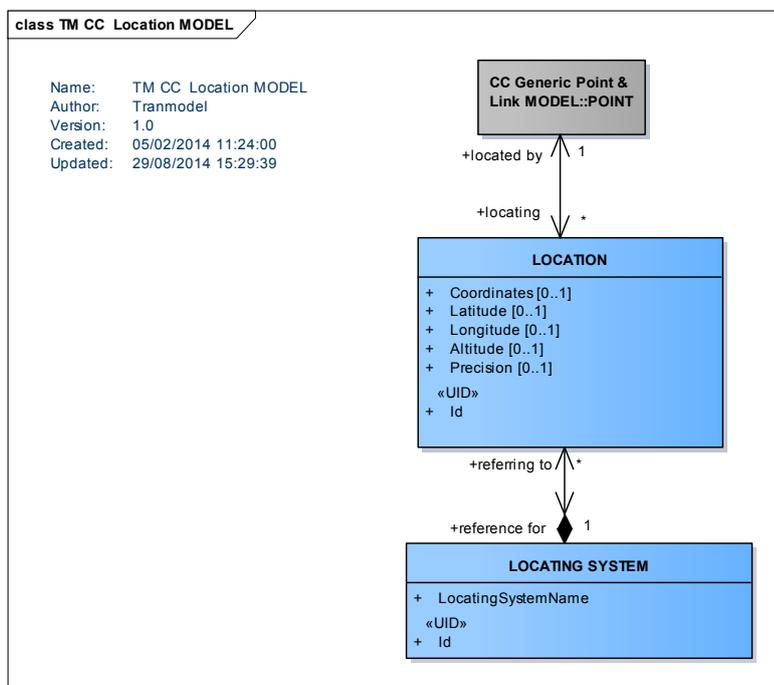 class TM CC Location MODEL
Name: TM CC Location MODEL
Author: Tranmodel
Version: 1.0
Created: 05/02/2014 11:24:00
Updated: 29/08/2014 15:29:39
CC Generic Point &
Link MODEL::POINT
+located by 1
+locating *
LOCATION
+ Coordinates [0..1]
+ Latitude [0..1]
+ Longitude [0..1]
+ Altitude [0..1]
+ Precision [0..1]
«UID»
+ Id
+referring to *
+reference for 1
LOCATING SYSTEM
+ LocatingSystemName
«UID»
+ Id